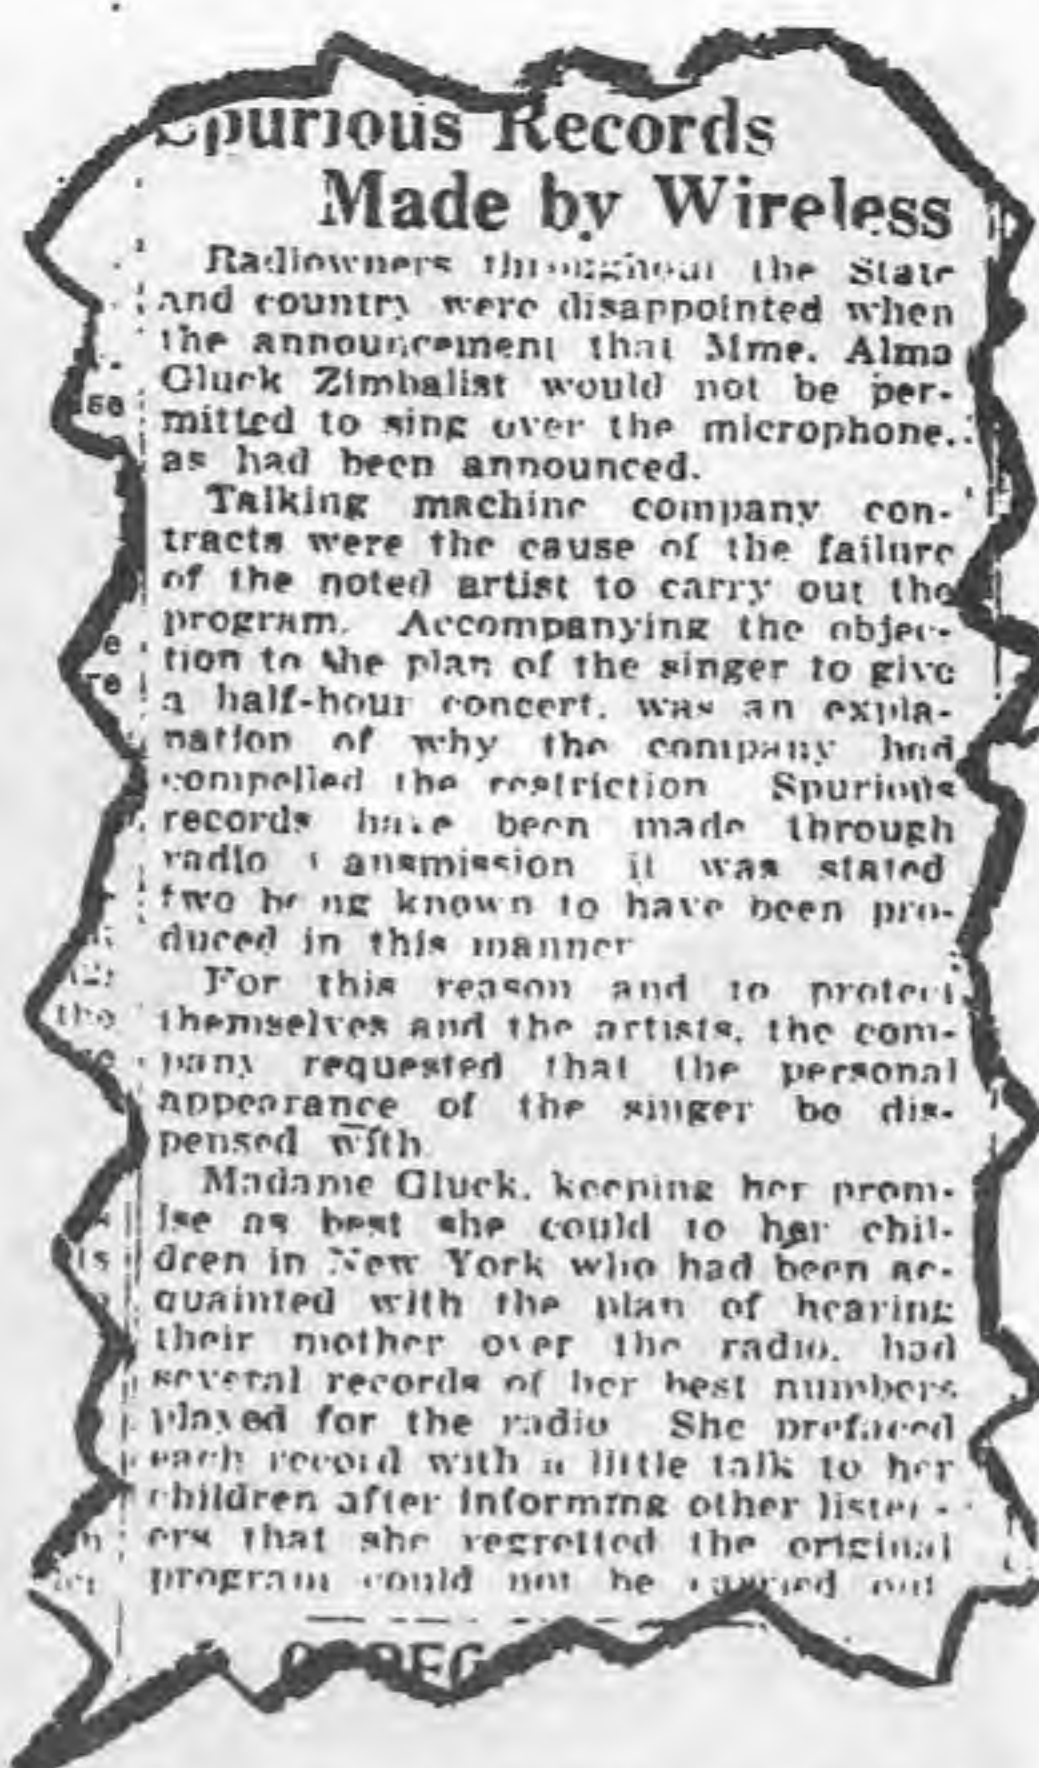 Spurious Records
Made by Wireless
Radiowners throughout the State
and country were disappointed when
the announcement that Mme. Alma
Gluck Zimbalist would not be per-
mitted to sing over the microphone,
as had been announced.
Talking machine company con-
tracts were the cause of the failure
of the noted artist to carry out the
program. Accompanying the objec-
tion to the plan of the singer to give
a half-hour concert, was an expla-
nation of why the company had
compelled the restriction Spurious
records have been made through
radio transmission it was stated
two being known to have been pro-
duced in this manner
For this reason and to protect
themselves and the artists, the com-
pany requested that the personal
appearance of the singer be dis-
pensed with
Madame Gluck, keeping her prom-
ise as best she could to her chil-
dren in New York who had been ac-
quainted with the plan of hearing
their mother over the radio, had
several records of her best numbers
played for the radio She prefaced
each record with a little talk to her
children after informing other listen-
ers that she regretted the original
program could not be carried out